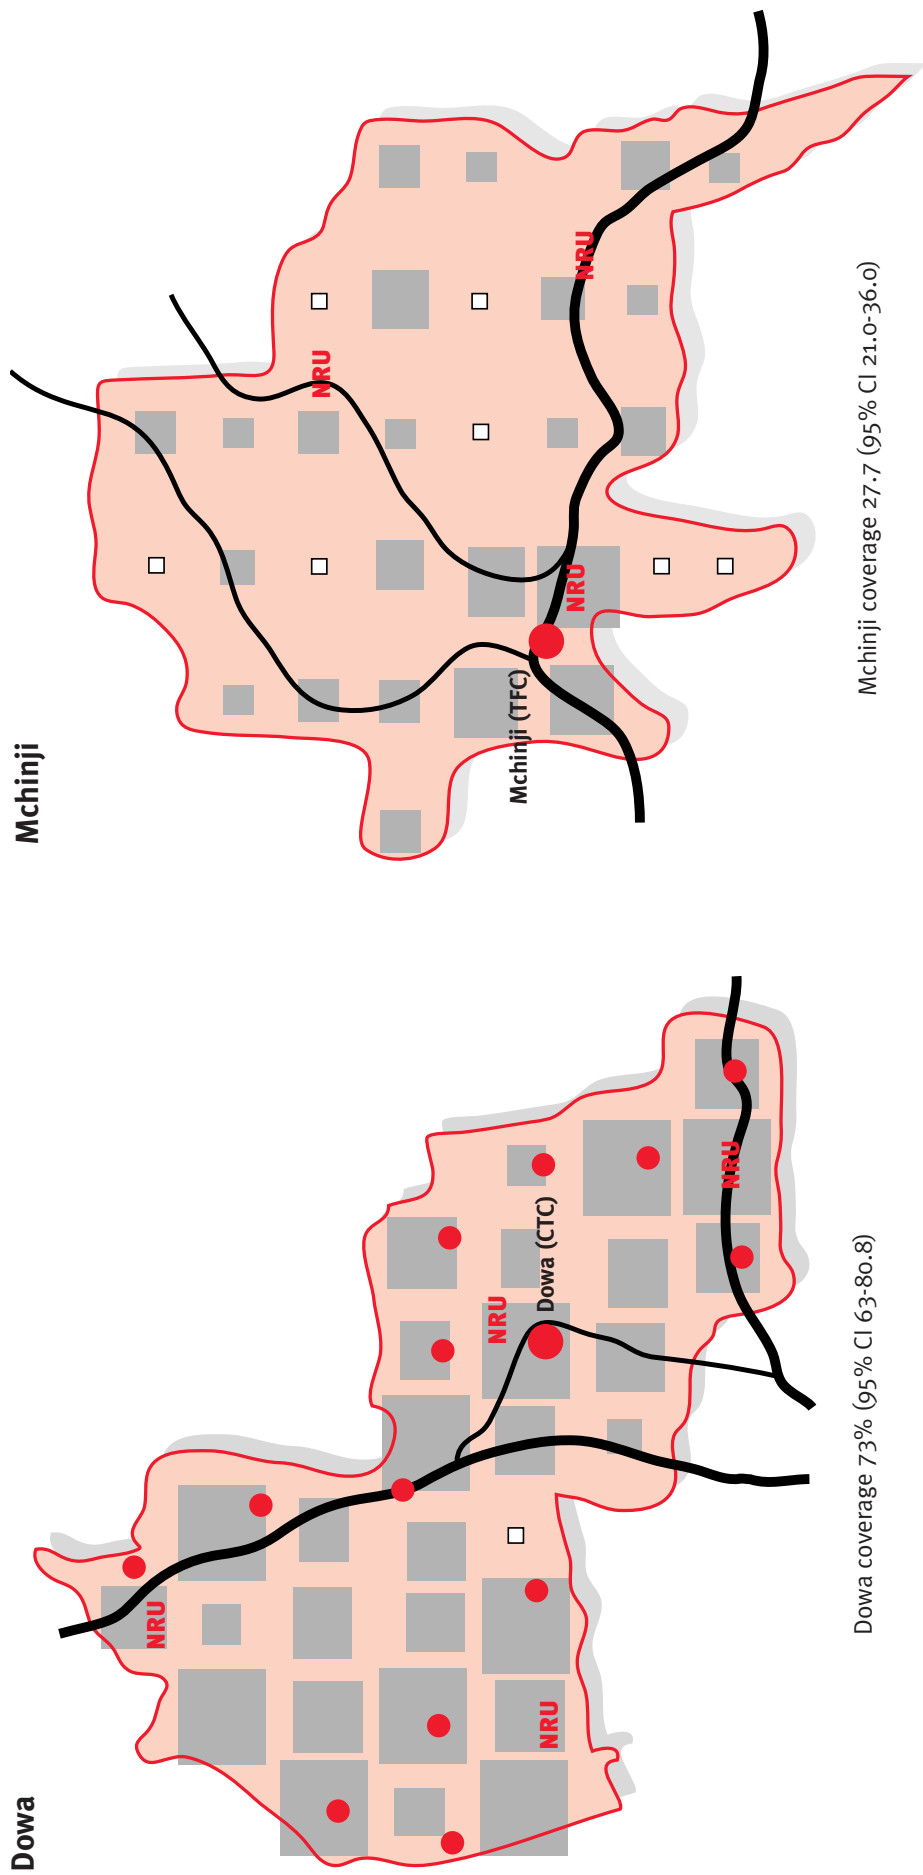 Dowa
NRU
NRU
NRU
Dowa (CTC)
NRU
Dowa coverage 73% (95% CI 63-80.8)
Mchinji
NRU
Mchinji (TFC)
NRU
NRU
Mchinji coverage 27.7 (95% CI 21.0-36.0)